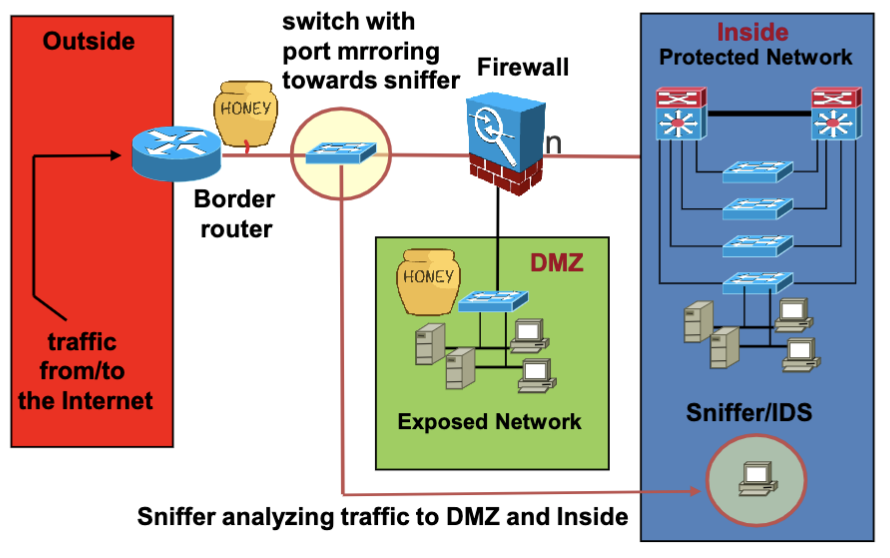 Outside
traffic
from/to
the Internet
HONEY
Border
router
switch with
port mrroring
towards sniffer
Firewall
n
DMZ
HONEY
Exposed Network
Inside
Protected Network
Sniffer/IDS
Sniffer analyzing traffic to DMZ and Inside